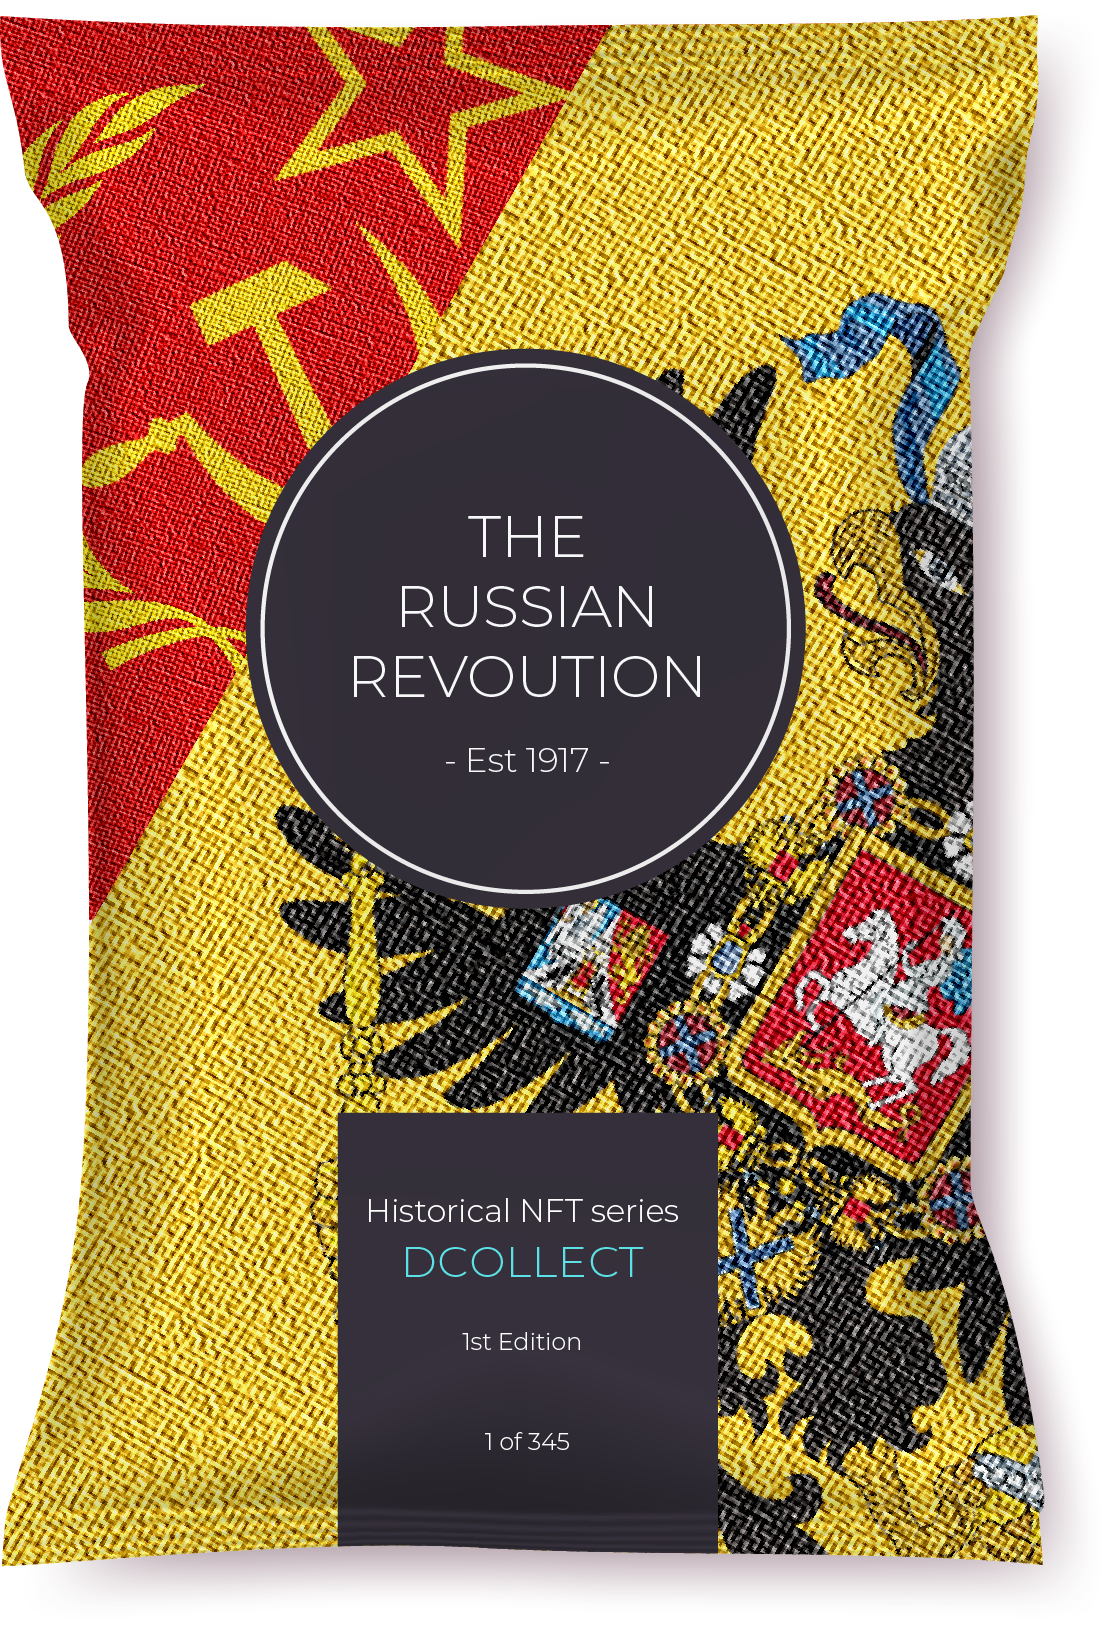 THE
RUSSIAN
REVOUTION
- Est 1917 -
Historical NFT series
DCOLLECT
1st Edition
1 of 345